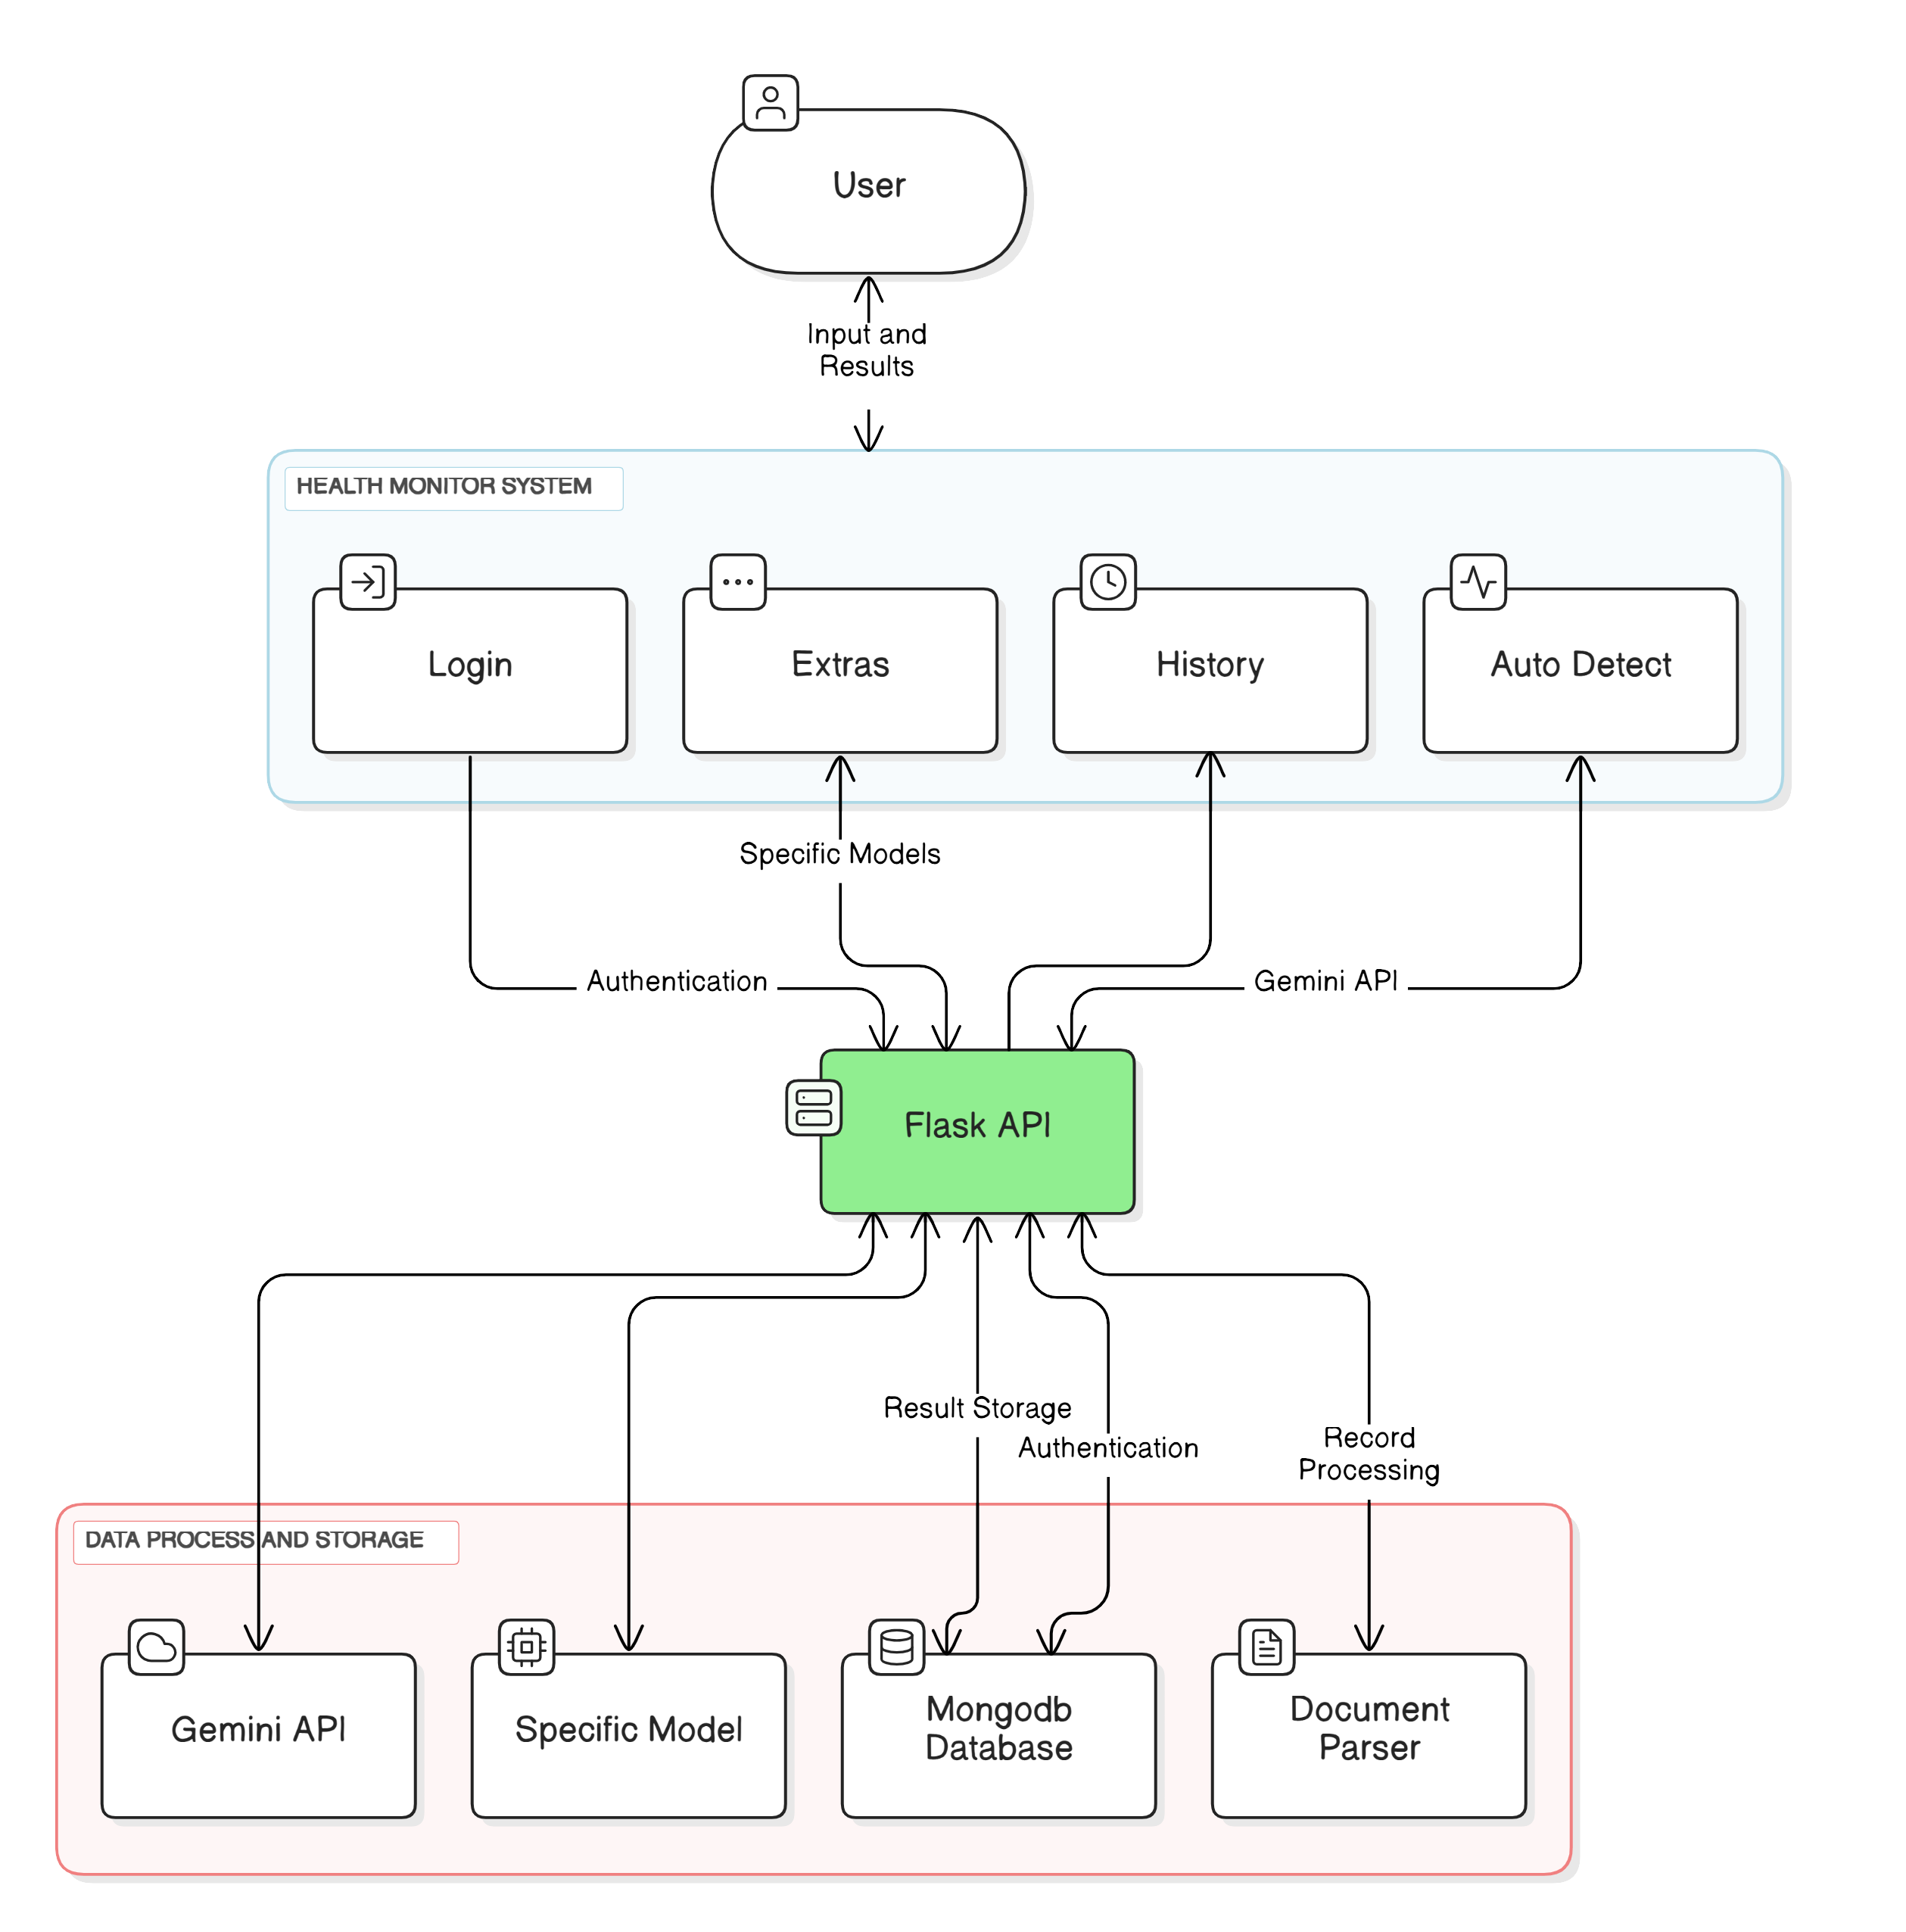 User
Input and
Results
HEALTH MONITOR SYSTEM
Login
Extras
History
Auto Detect
Specific Models
Authentication
Gemini API
Flask API
Result Storage
Authentication
Record
Processing
DATA PROCESS AND STORAGE
Gemini API
Specific Model
Mongodb
Database
Document
Parser